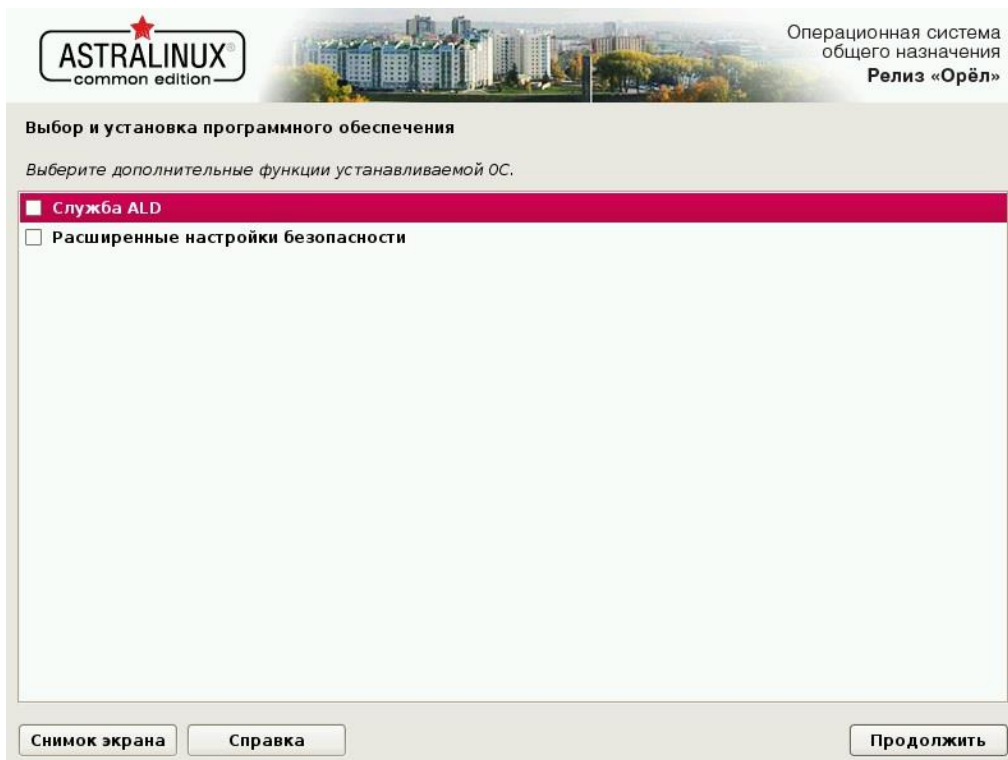 ASTRALINUX®
common edition
Операционная система
общего назначения
Релиз «Орёл»
Выбор и установка программного обеспечения
Выберите дополнительные функции устанавливаемой ОС.
Служба ALD
Расширенные настройки безопасности
Снимок экрана
Справка
Продолжить